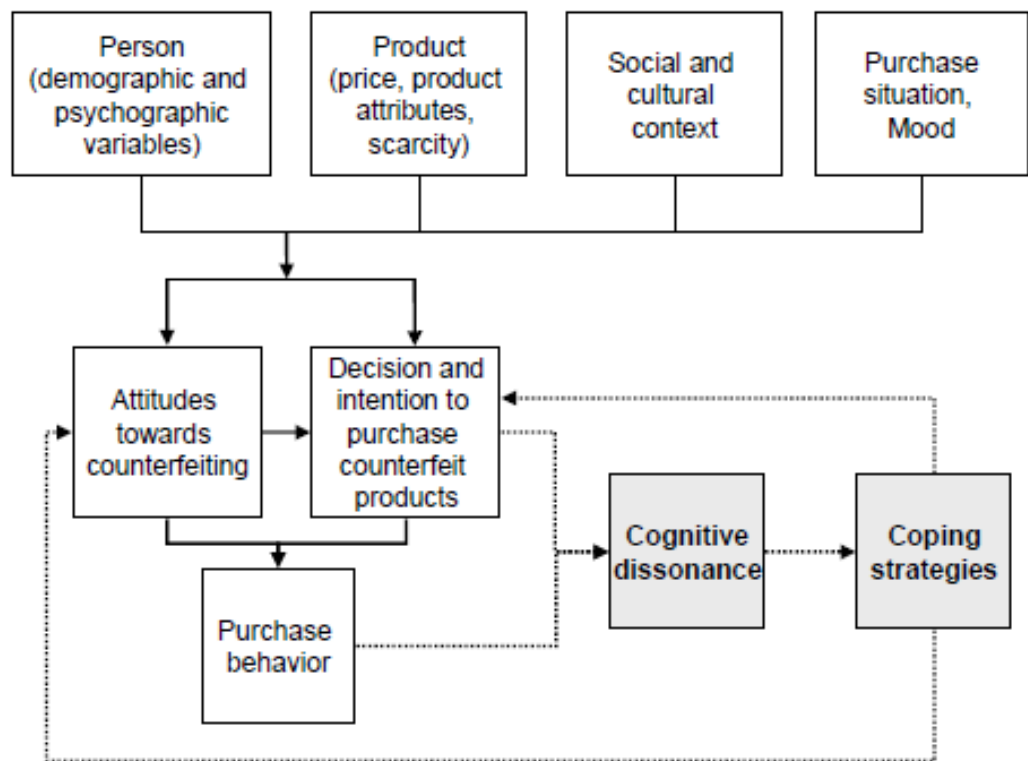 Person
(demographic and
psychographic
variables)
Product
(price, product
attributes,
scarcity)
Social and
cultural
context
Purchase
situation,
Mood
Attitudes
towards
counterfeiting
Decision and
intention to
purchase
counterfeit
products
Cognitive
dissonance
Coping
strategies
Purchase
behavior